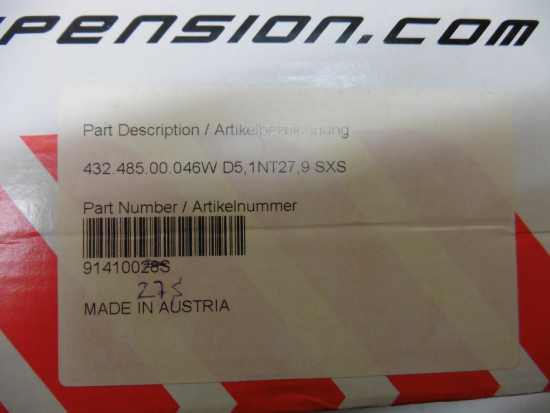 PENSION.COM
Part Description / Artikelbezeichnung
432.485.00.046W D5,1NT27,9 SXS
Part Number / Artikelnummer
91410028S
27S
MADE IN AUSTRIA